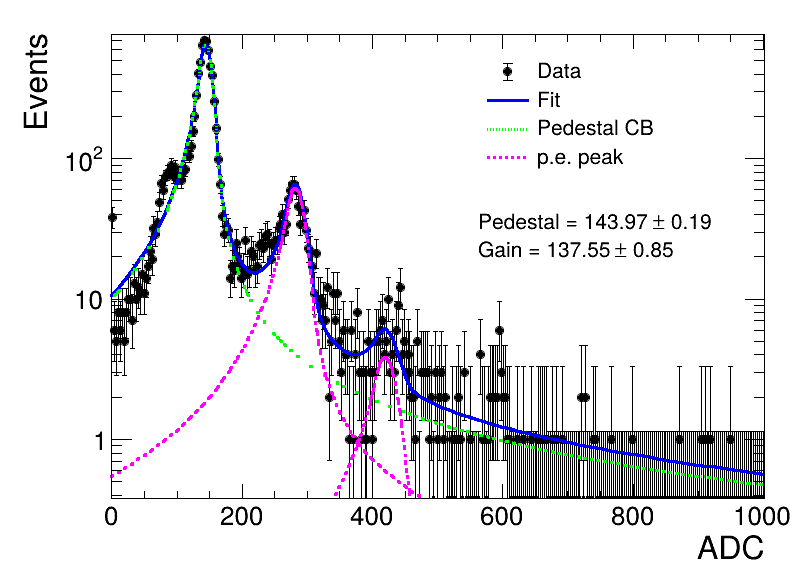 Events
10²
10
1
Data
Fit
Pedestal CB
p.e. peak
Pedestal = 143.97 ± 0.19
Gain = 137.55 ± 0.85
0 200 400 600 800 1000
ADC